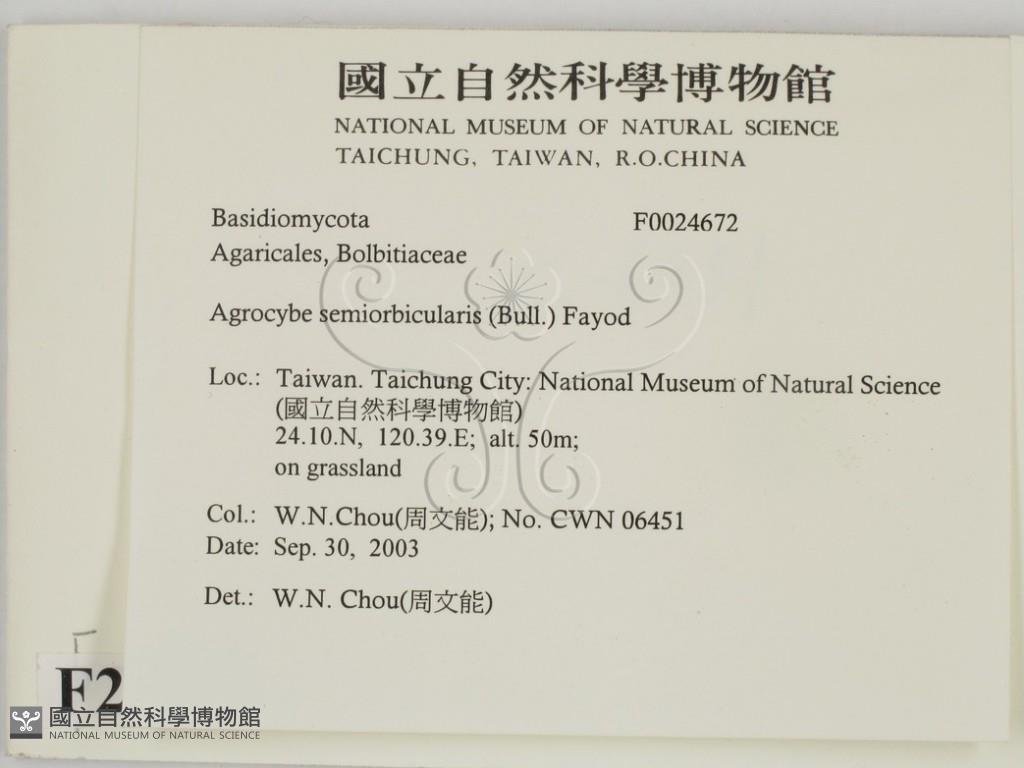 國立自然科學博物館
NATIONAL MUSEUM OF NATURAL SCIENCE
TAICHUNG, TAIWAN, R.O.CHINA
Basidiomycota F0024672
Agaricales, Bolbitiaceae
Agrocybe semiorbicularis (Bull.) Fayod
Loc.: Taiwan. Taichung City: National Museum of Natural Science
(國立自然科學博物館)
24.10.N, 120.39.E; alt. 50m;
on grassland
Col.: W.N.Chou(周文能); No. CWN 06451
Date: Sep. 30, 2003
Det.: W.N. Chou(周文能)
F2
國立自然科學博物館
NATIONAL MUSEUM OF NATURAL SCIENCE